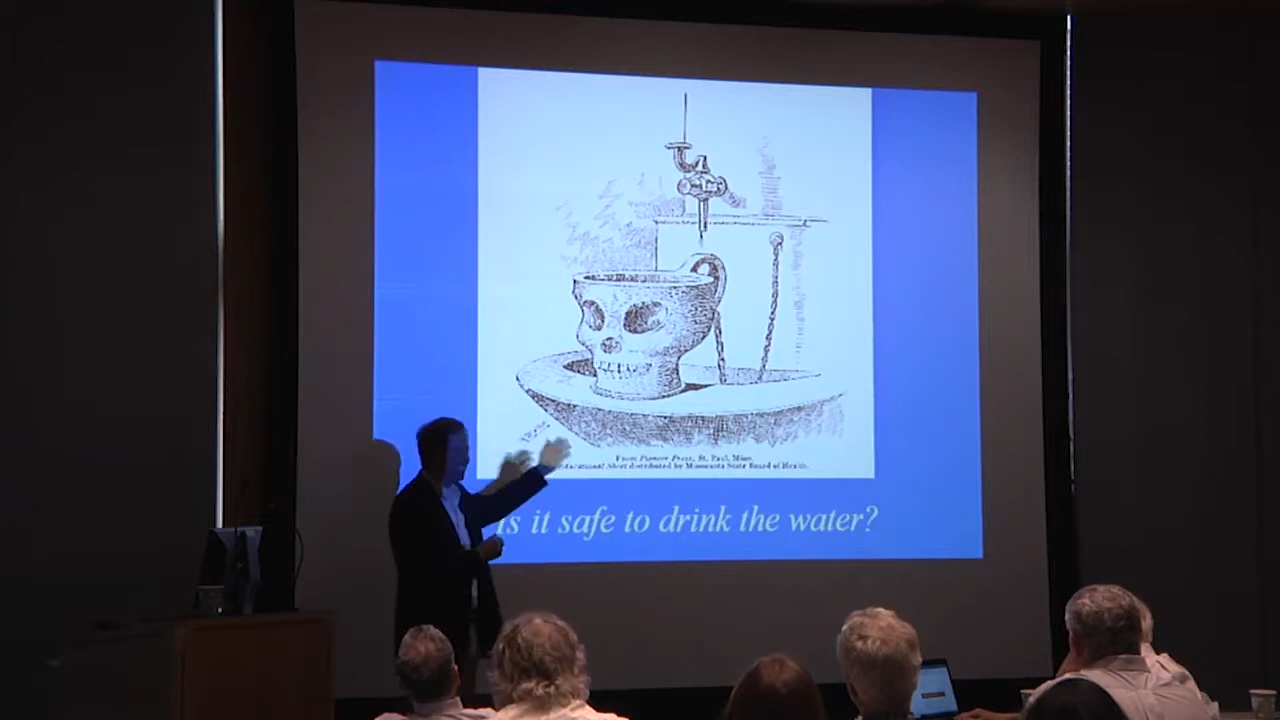 From Pioneer Press, St. Paul, Minn.
Educational Sheet distributed by Minnesota State Board of Health.
Is it safe to drink the water?